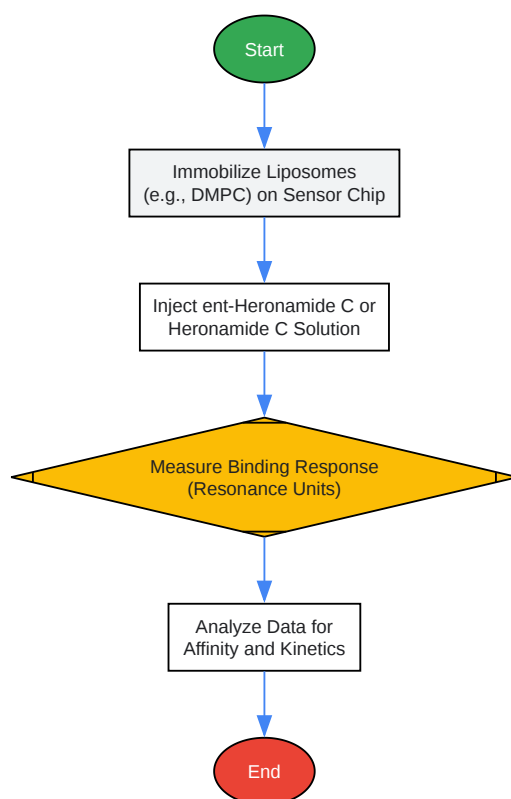 Start
Immobilize Liposomes
(e.g., DMPC) on Sensor Chip
Inject ent-Heronamide C or
Heronamide C Solution
Measure Binding Response
(Resonance Units)
Analyze Data for
Affinity and Kinetics
End